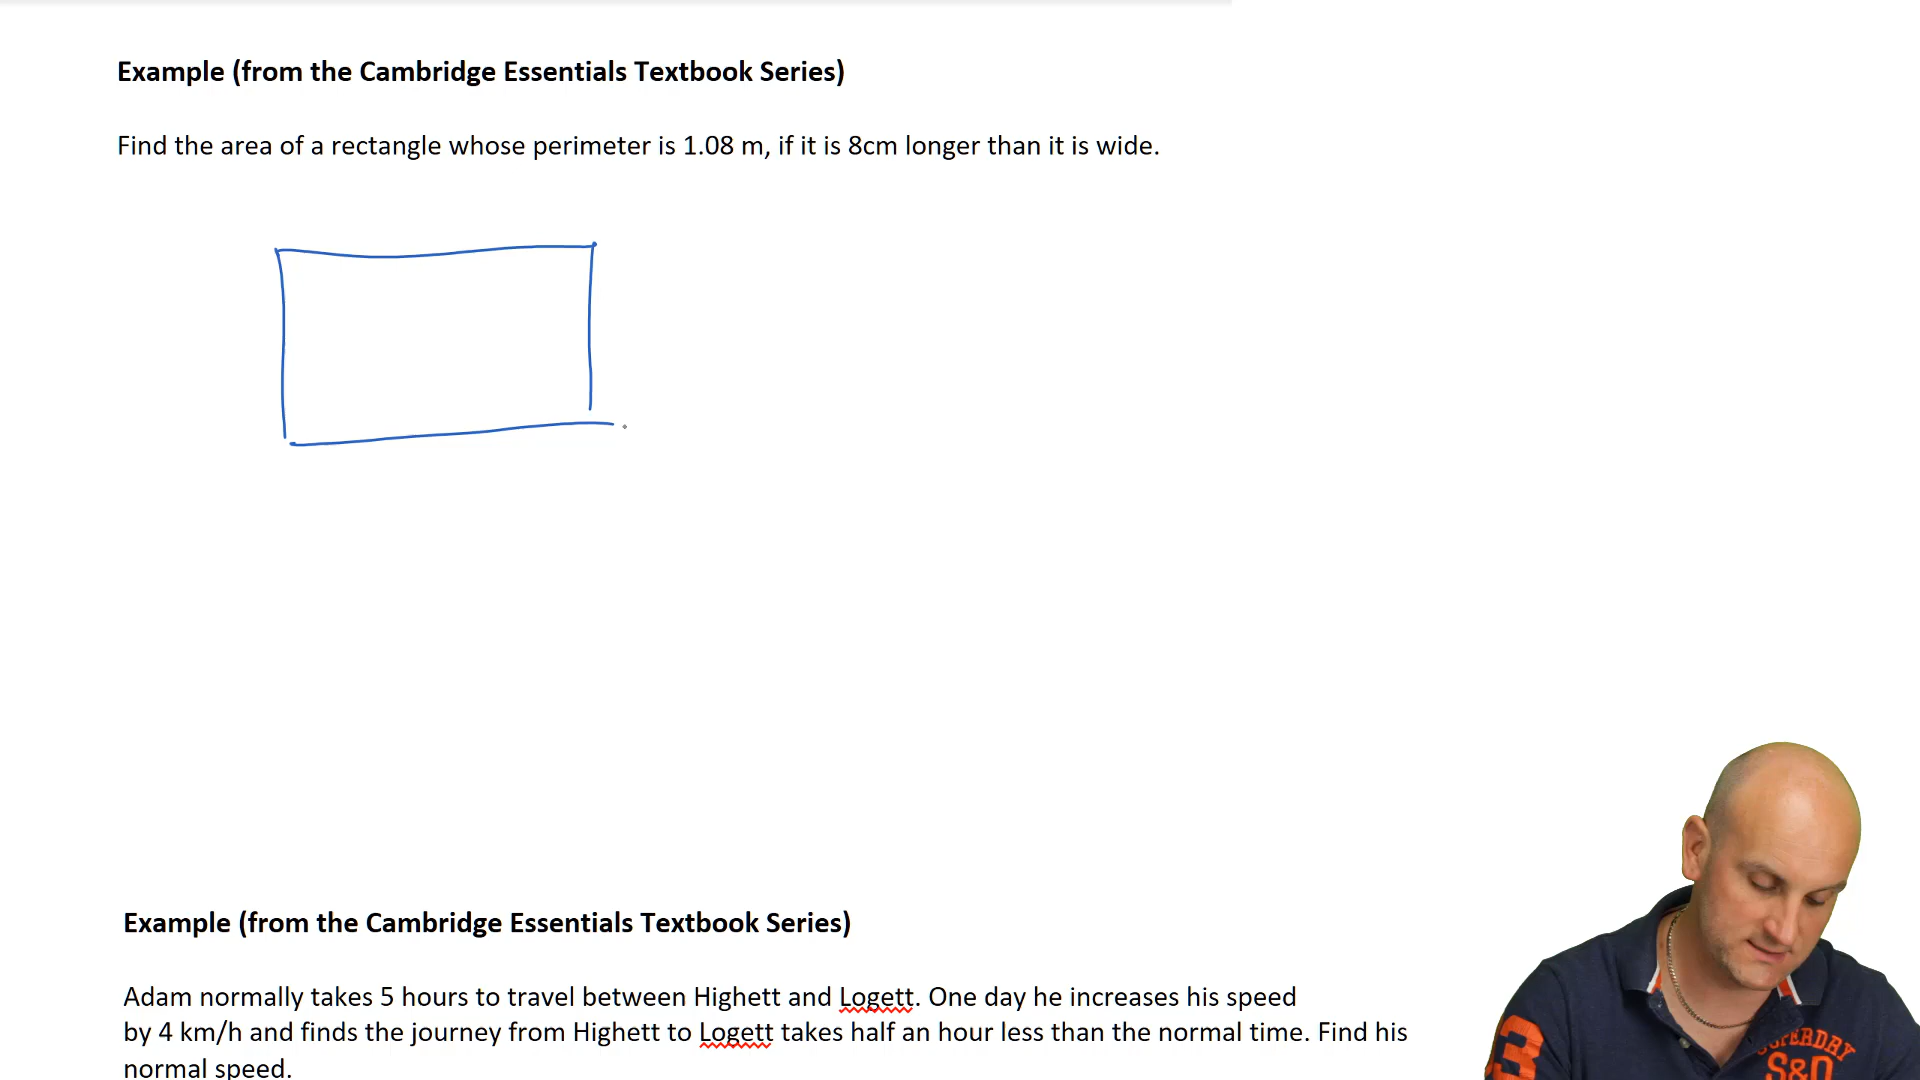 Example (from the Cambridge Essentials Textbook Series)
Find the area of a rectangle whose perimeter is 1.08 m, if it is 8cm longer than it is wide.
Example (from the Cambridge Essentials Textbook Series)
Adam normally takes 5 hours to travel between Highett and Logett. One day he increases his speed
by 4 km/h and finds the journey from Highett to Logett takes half an hour less than the normal time. Find his
normal speed.
3
SUPERDRY
S&D